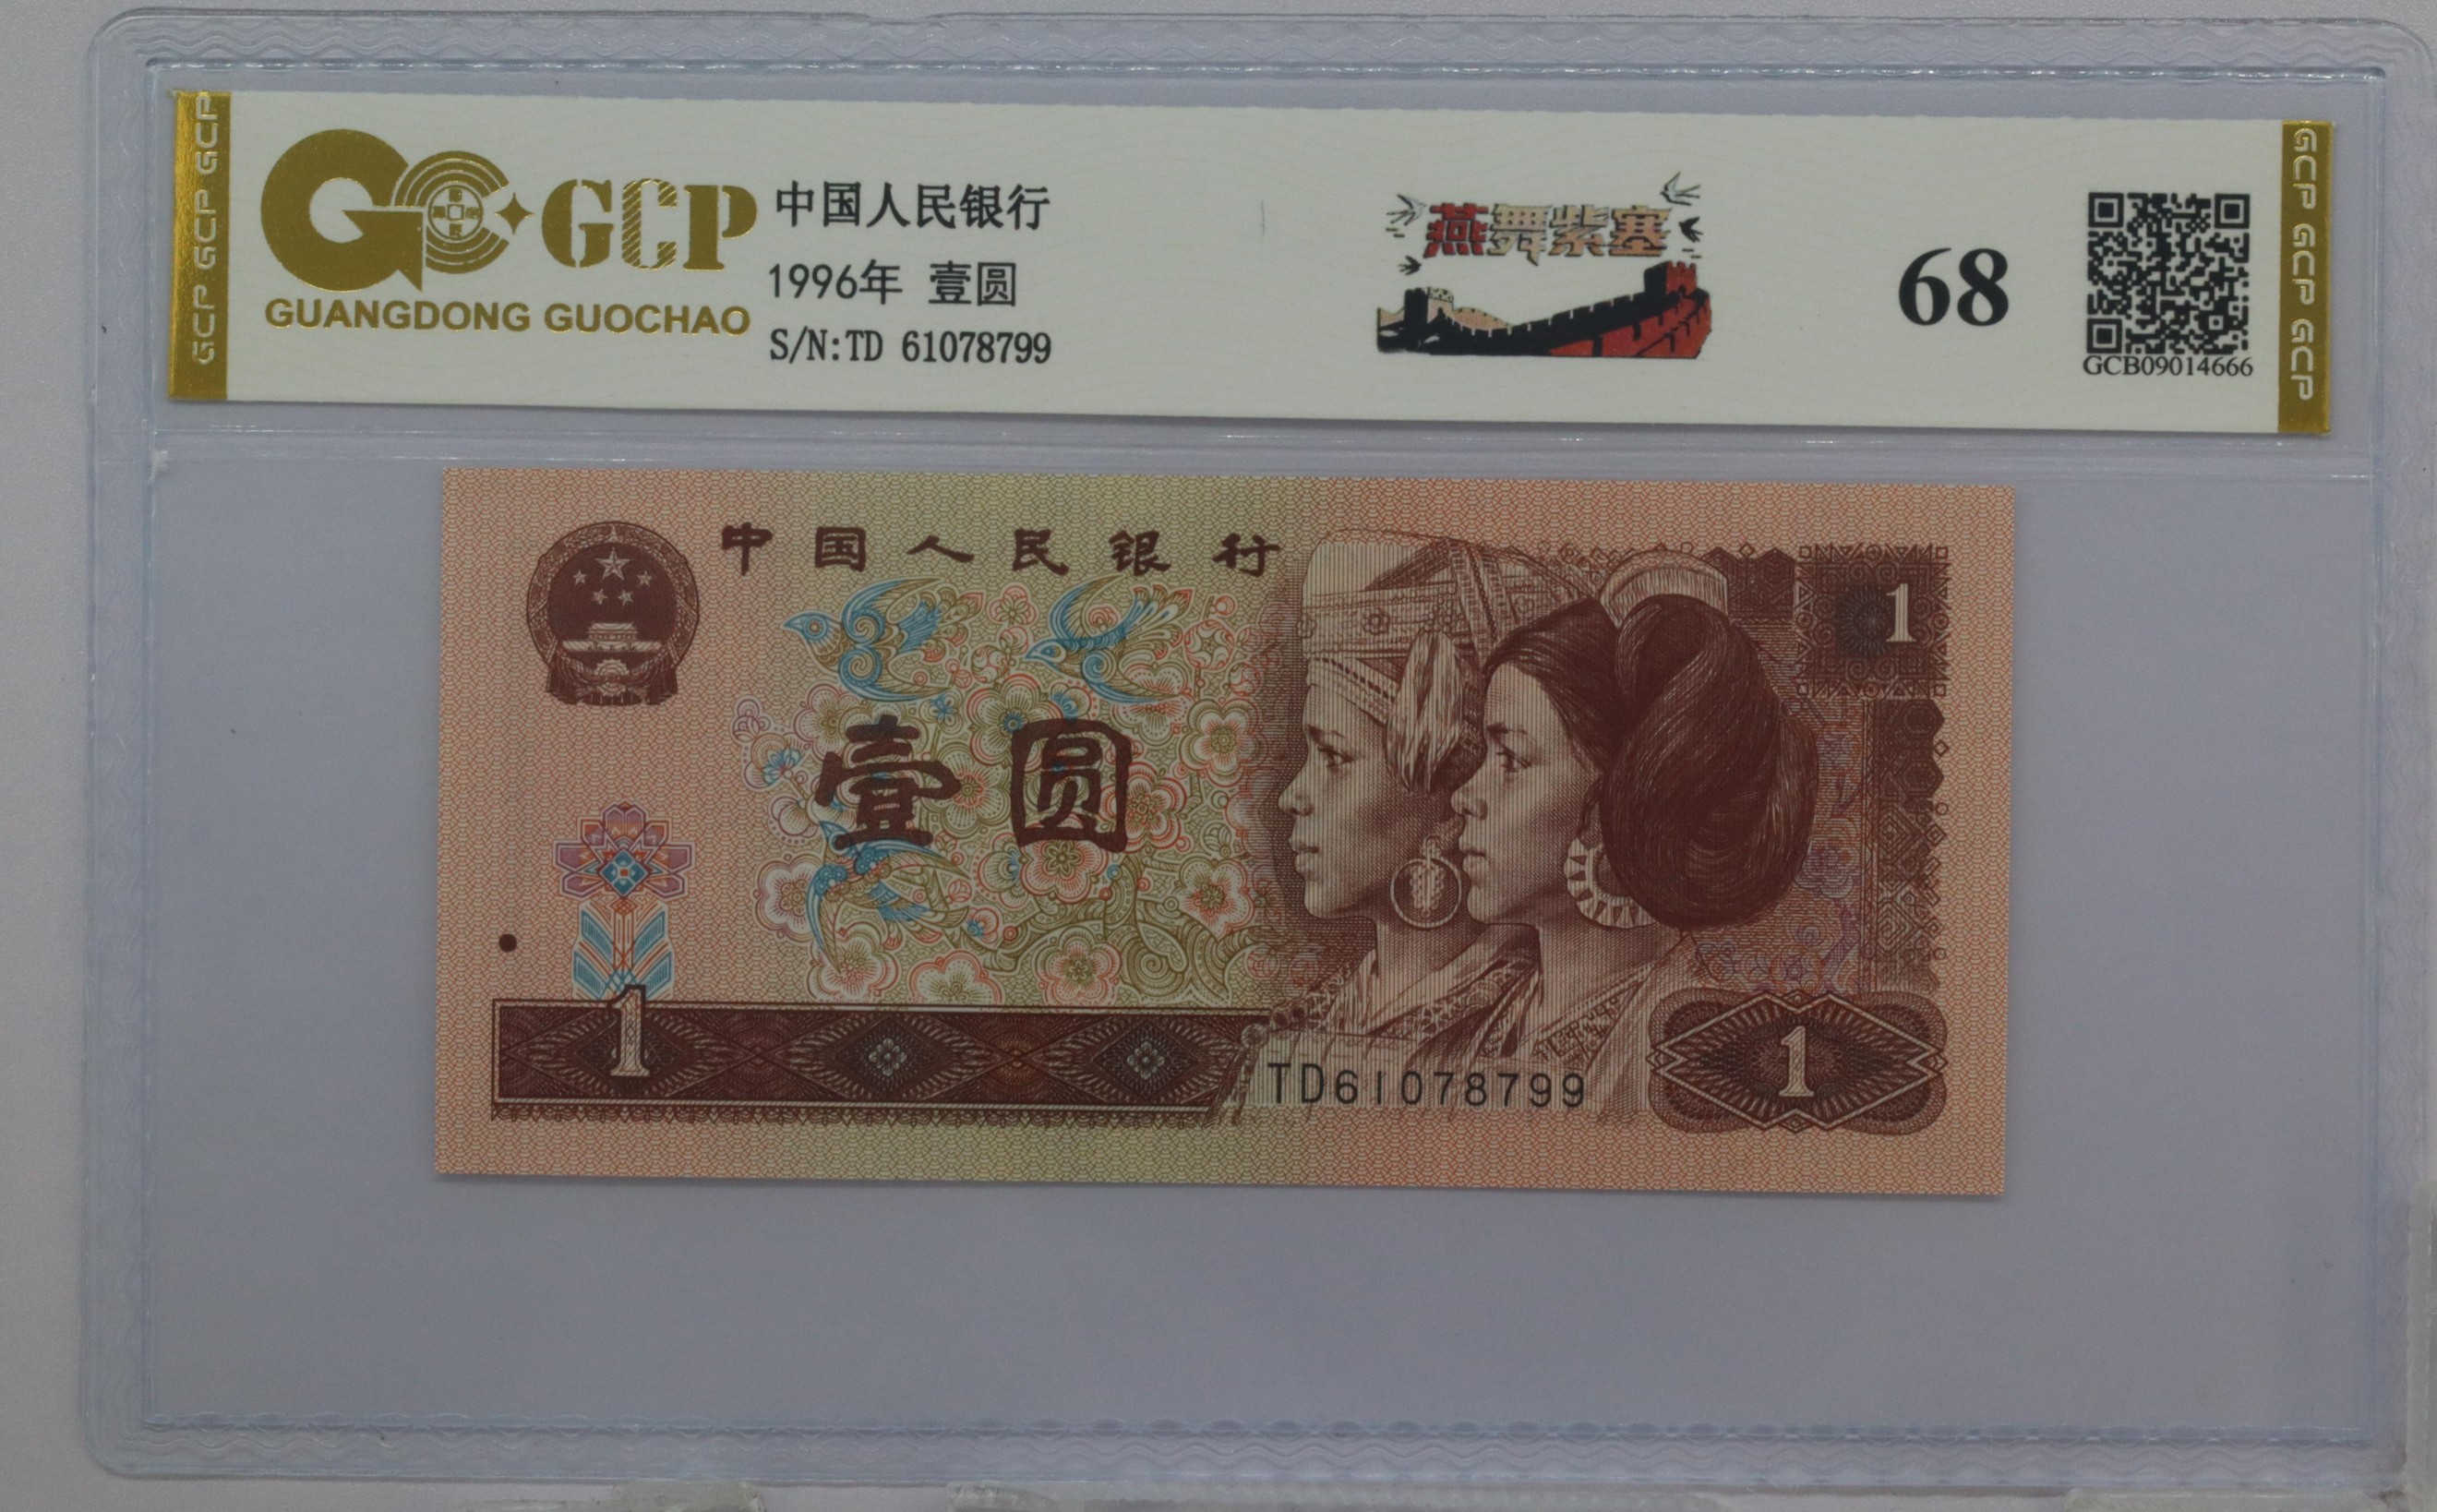 GCP GCP GCP
GCP
GUANGDONG GUOCHAO
中国人民银行
1996年 壹圆
S/N:TD 61078799
燕舞紫塞
68
GCB09014666
GCP GCP GCP
中国人民银行
1
壹圆
1
TD61078799
1